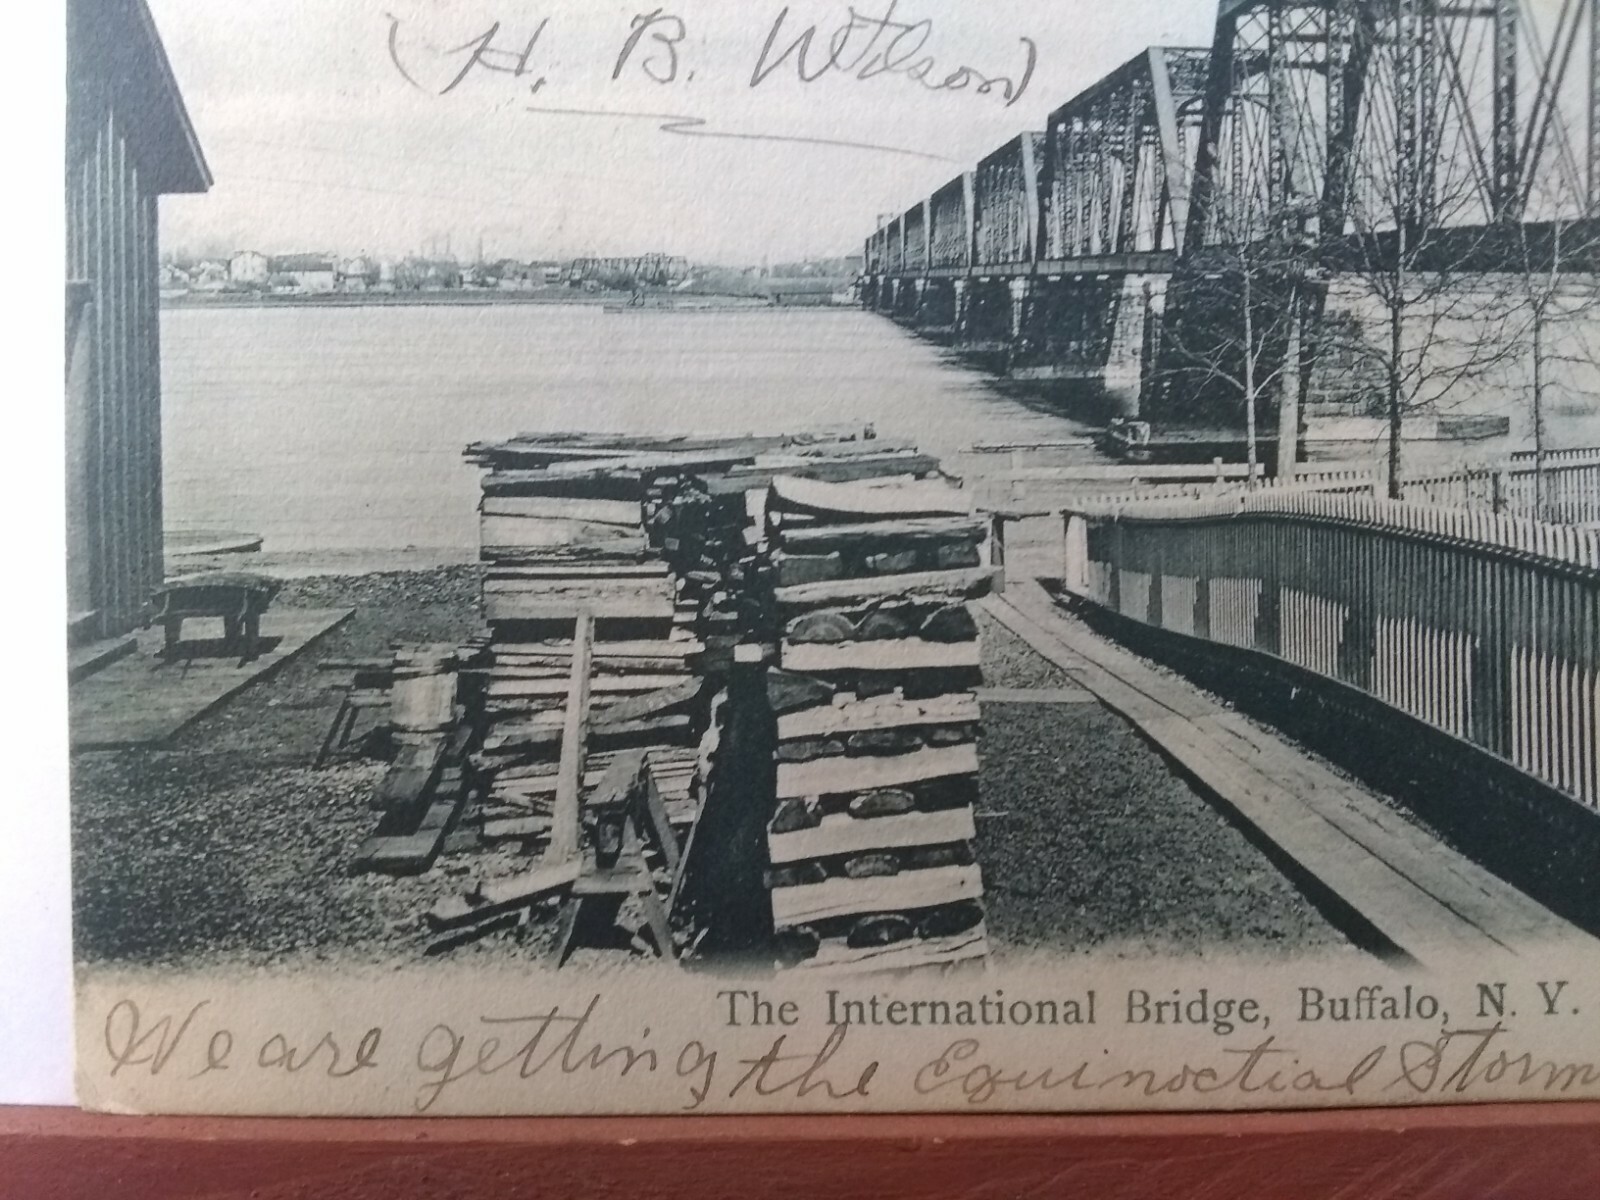 (H. B. Wilson)
The International Bridge, Buffalo, N. Y.
We are getting the Equinoctial Storm